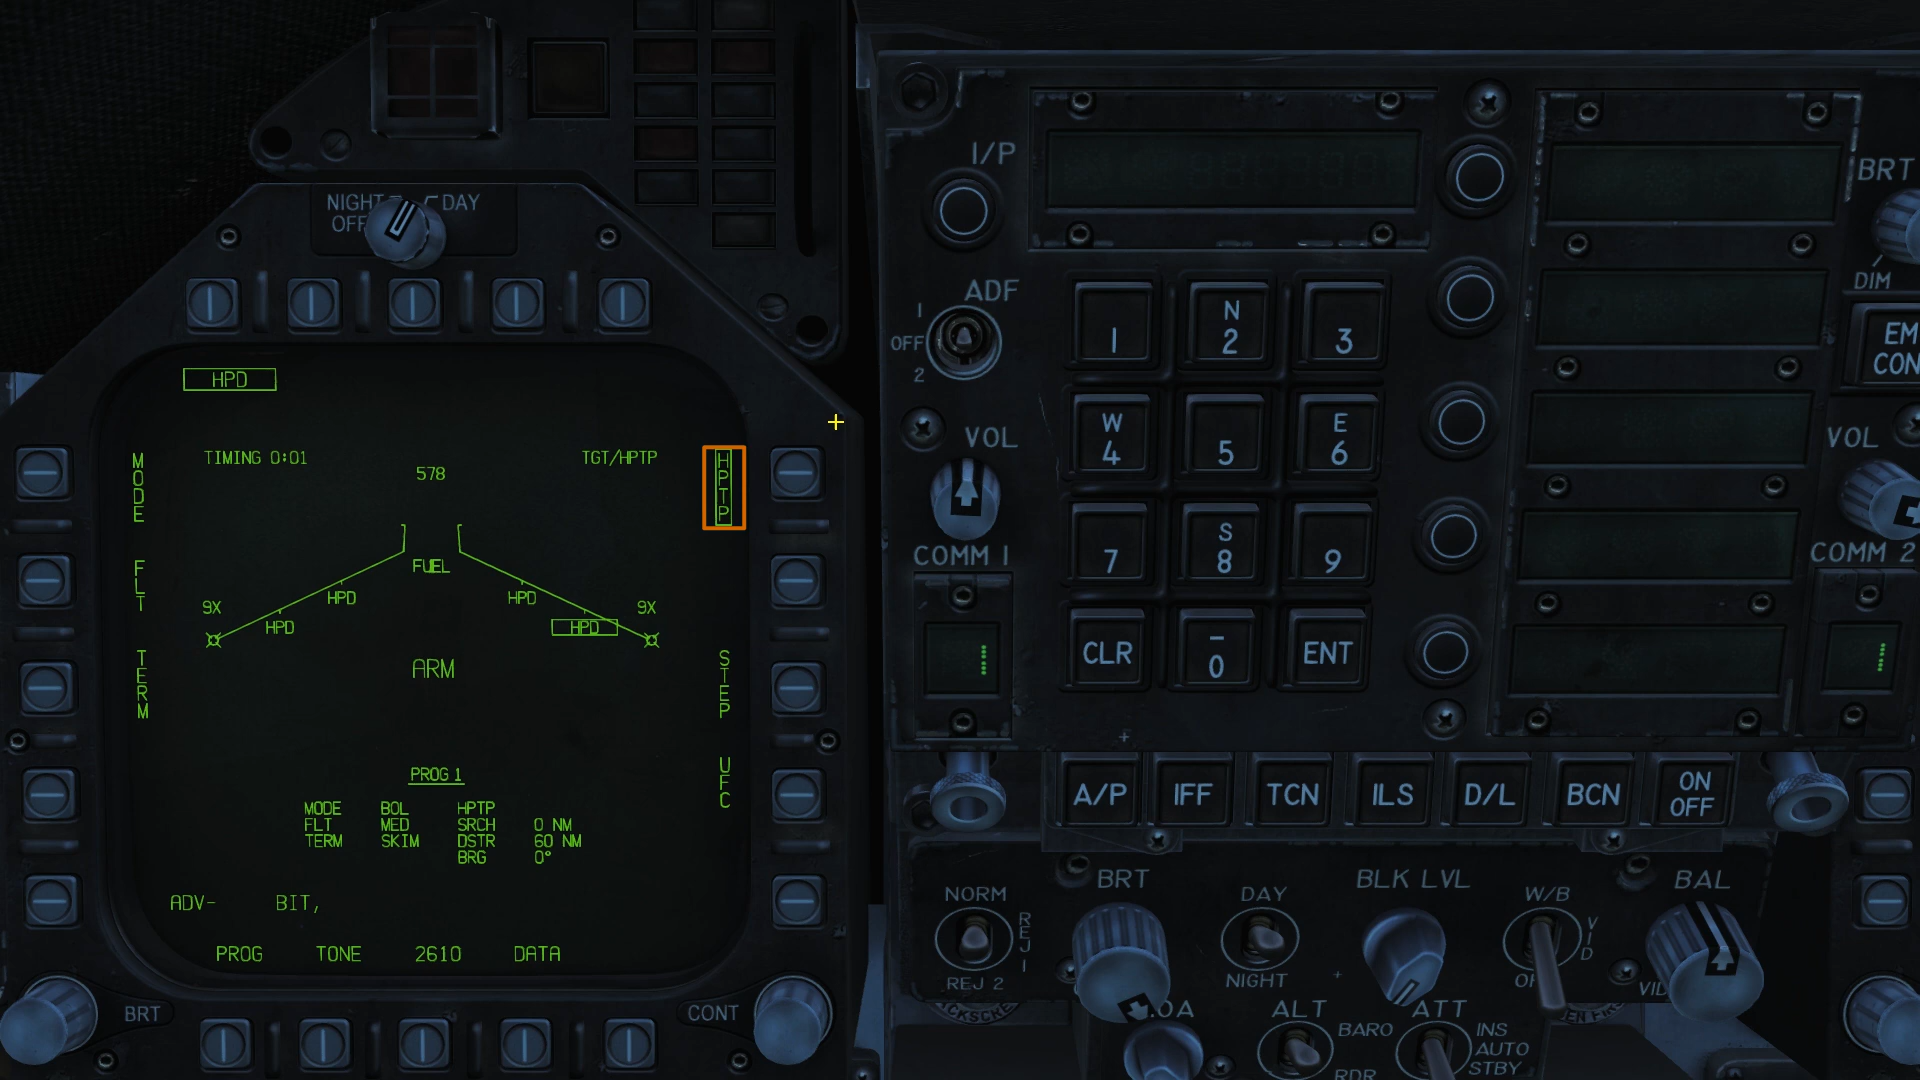 NIGHT
DAY
OFF
HPD
TIMING 0:01
578
TGT/HPTP
HPTP
MODE
FLT
TERM
FUEL
HPD
HPD
9X
9X
HPD
HPD
ARM
STEP
UFC
PROG 1
MODE BOL HPTP
FLT MED SRCH 0 NM
TERM SKIM DSTR 60 NM
BRG 0°
ADV- BIT,
PROG TONE 2610 DATA
BRT
CONT
I/P
ADF
1
OFF
2
VOL
COMM 1
1
N
2
3
W
4
5
E
6
7
S
8
9
CLR
–
0
ENT
BRT
DIM
EM
CON
VOL
COMM 2
A/P
IFF
TCN
ILS
D/L
BCN
ON
OFF
NORM
REJ 1
REJ 2
BRT
DAY
NIGHT
BLK LVL
W/B
VID
BAL
ALT
BARO
RDR
ATT
INS
AUTO
STBY